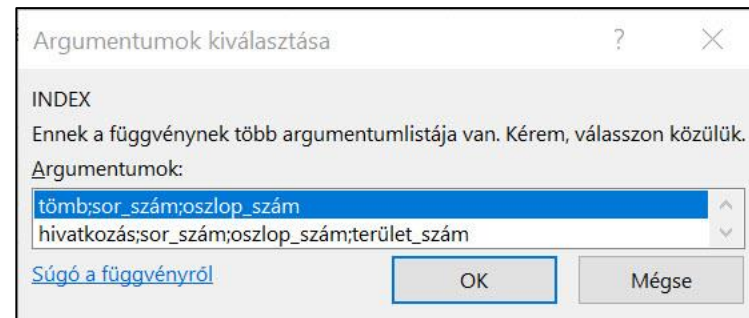 Argumentumok kiválasztása ?
INDEX
Ennek a függvénynek több argumentumlistája van. Kérem, válasszon közülük.
Argumentumok:
tömb;sor_szám;oszlop_szám
hivatkozás;sor_szám;oszlop_szám;terület_szám
Súgó a függvényről OK Mégse